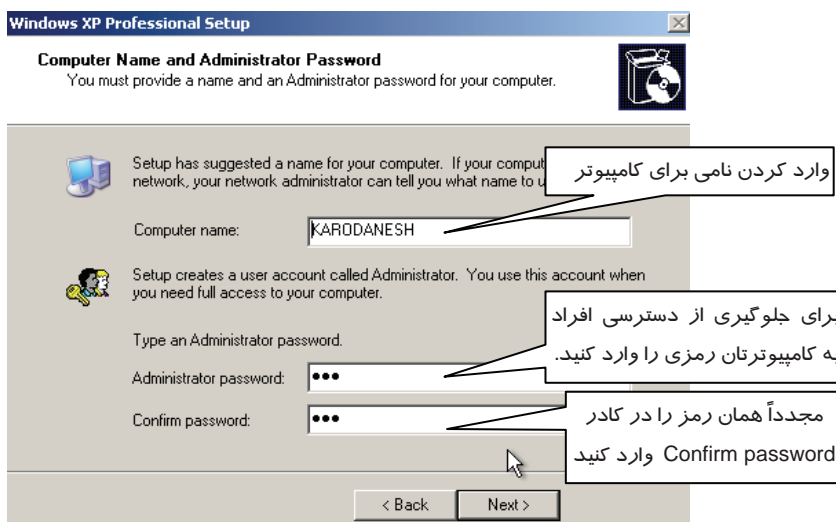 Windows XP Professional Setup
Computer Name and Administrator Password
You must provide a name and an Administrator password for your computer.
Setup has suggested a name for your computer. If your
network, your network administrator can tell you what name to
وارد کردن نامی برای کامپیوتر
Computer name:
KARODANESH
Setup creates a user account called Administrator. You use this account when
you need full access to your computer.
برای جلوگیری از دسترسی افراد
به کامپیوترتان رمزی را وارد کنید.
Type an Administrator password.
Administrator password:
•••
Confirm password:
•••
مجدداً همان رمز را در کادر
Confirm password وارد کنید
< Back
Next >